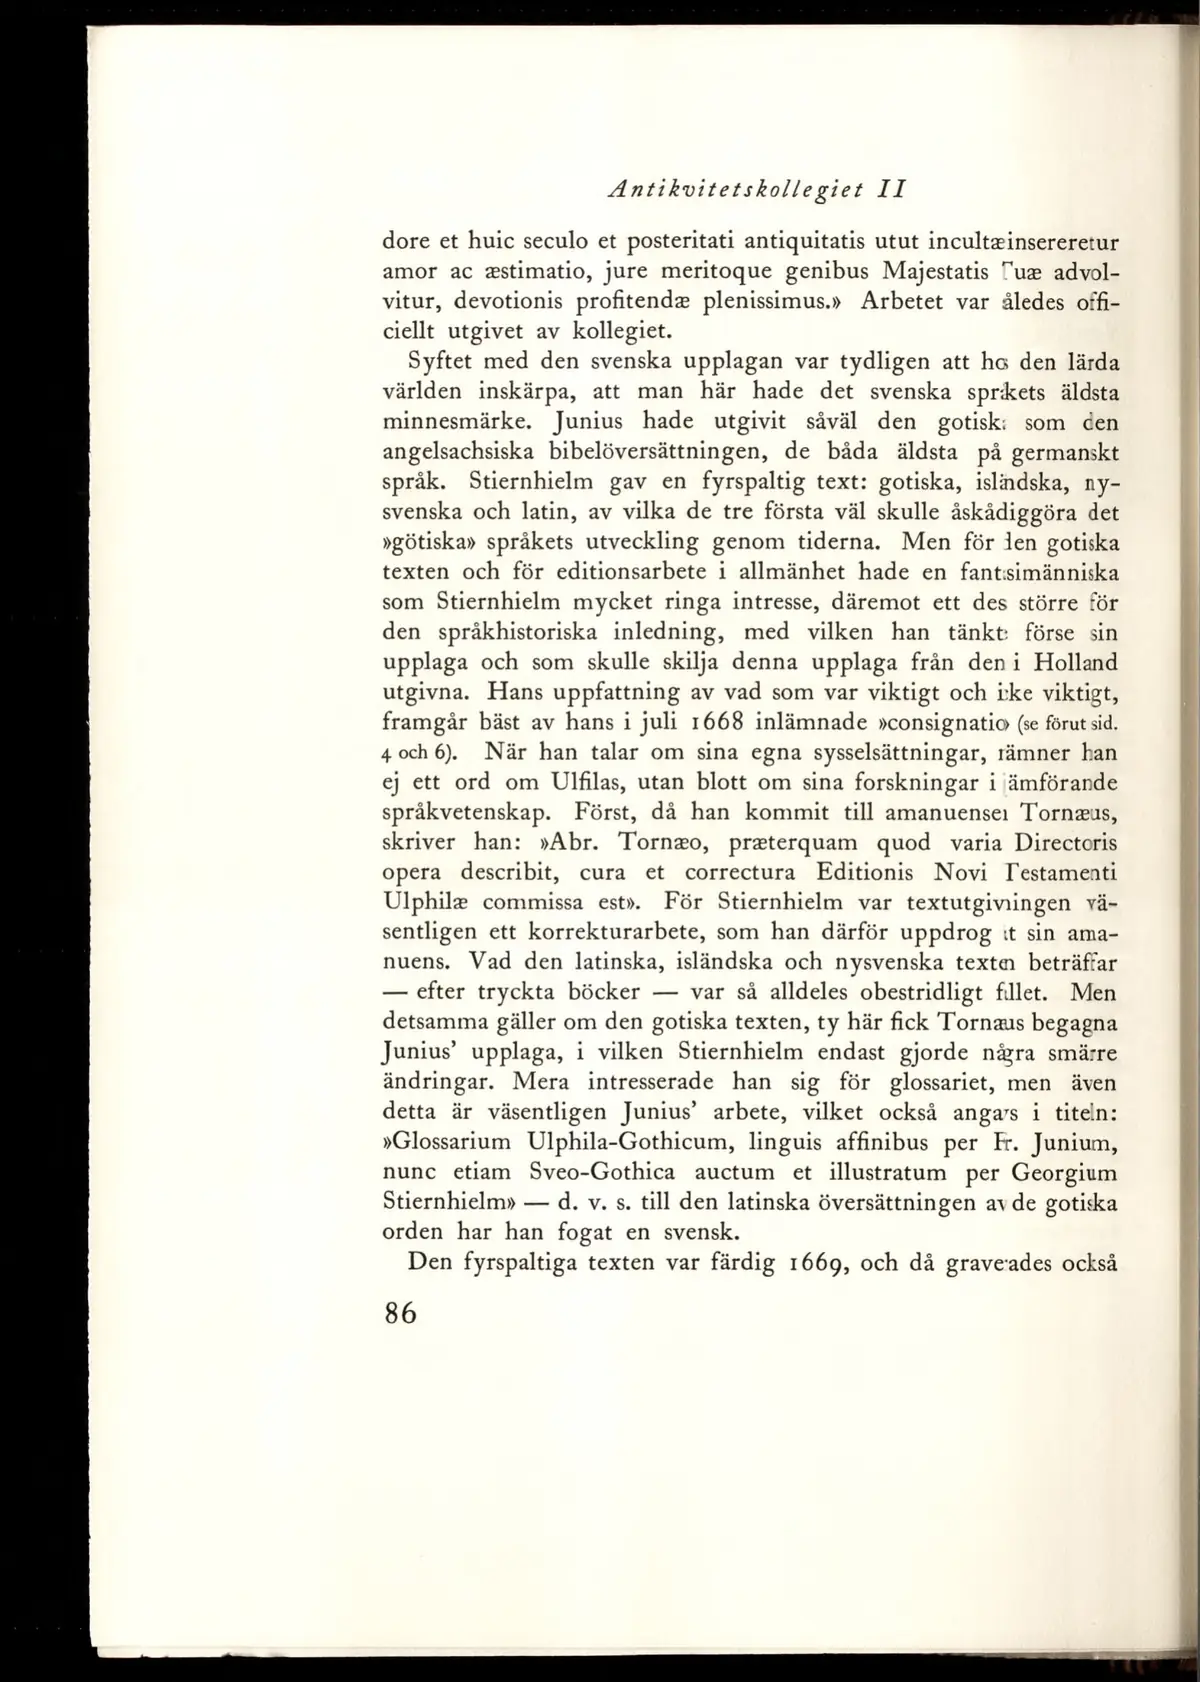 Antikvitetskollegiet II
dore et huic seculo et posteritati antiquitatis utut incultæ insereretur
amor ac æstimatio, jure meritoque genibus Majestatis Tuæ advol-
vitur, devotionis profitendæ plenissimus.» Arbetet var således offi-
ciellt utgivet av kollegiet.
Syftet med den svenska upplagan var tydligen att hos den lärda
världen inskärpa, att man här hade det svenska språkets äldsta
minnesmärke. Junius hade utgivit såväl den gotiska som den
angelsachsiska bibelöversättningen, de båda äldsta på germanskt
språk. Stiernhielm gav en fyrspaltig text: gotiska, isländska, ny-
svenska och latin, av vilka de tre första väl skulle åskådiggöra det
»götiska» språkets utveckling genom tiderna. Men för den gotiska
texten och för editionsarbete i allmänhet hade en fantasimänniska
som Stiernhielm mycket ringa intresse, däremot ett des större för
den språkhistoriska inledning, med vilken han tänkte förse sin
upplaga och som skulle skilja denna upplaga från den i Holland
utgivna. Hans uppfattning av vad som var viktigt och icke viktigt,
framgår bäst av hans i juli 1668 inlämnade »consignatio» (se förut sid.
4 och 6). När han talar om sina egna sysselsättningar, nämner han
ej ett ord om Ulfilas, utan blott om sina forskningar i jämförande
språkvetenskap. Först, då han kommit till amanuensen Tornæus,
skriver han: »Abr. Tornæo, præterquam quod varia Directoris
opera describit, cura et correctura Editionis Novi Testamenti
Ulphilæ commissa est». För Stiernhielm var textutgivningen vä-
sentligen ett korrekturarbete, som han därför uppdrog åt sin ama-
nuens. Vad den latinska, isländska och nysvenska texten beträffar
— efter tryckta böcker — var så alldeles obestridligt fallet. Men
detsamma gäller om den gotiska texten, ty här fick Tornæus begagna
Junius’ upplaga, i vilken Stiernhielm endast gjorde några smärre
ändringar. Mera intresserade han sig för glossariet, men även
detta är väsentligen Junius’ arbete, vilket också angavs i titeln:
»Glossarium Ulphila-Gothicum, linguis affinibus per Fr. Junium,
nunc etiam Sveo-Gothica auctum et illustratum per Georgium
Stiernhielm» — d. v. s. till den latinska översättningen av de gotiska
orden har han fogat en svensk.
Den fyrspaltiga texten var färdig 1669, och då graverades också
86